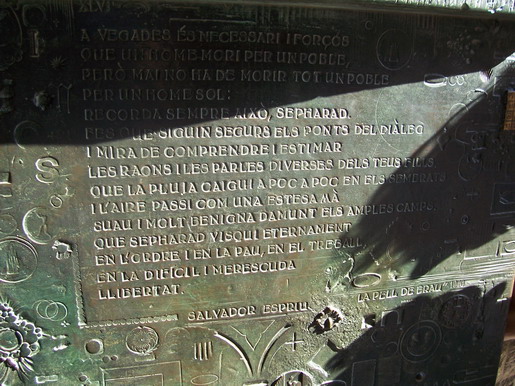 XLVI
A VEGADES ÉS NECESSARI I FORÇÓS
QUE UN HOME MORI PER UN POBLE,
PERÒ MAI NO HA DE MORIR TOT UN POBLE
PER UN HOME SOL:
RECORDA SEMPRE AIXÒ, SEPHARAD.
FES QUE SIGUIN SEGURS ELS PONTS DEL DIÀLEG
I MIRA DE COMPRENDRE I ESTIMAR
LES RAONS I LES PARLES DIVERSES DELS TEUS FILLS.
QUE LA PLUJA CAIGUI A POC A POC EN ELS SEMBRATS
I L'AIRE PASSI COM UNA ESTESA MÀ
SUAU I MOLT BENIGNA DAMUNT ELS AMPLES CAMPS.
QUE SEPHARAD VISQUI ETERNAMENT
EN L'ORDRE I EN LA PAU, EN EL TREBALL,
EN LA DIFÍCIL I MERESCUDA
LLIBERTAT.
SALVADOR ESPRIU
LA PELL DE BRAU